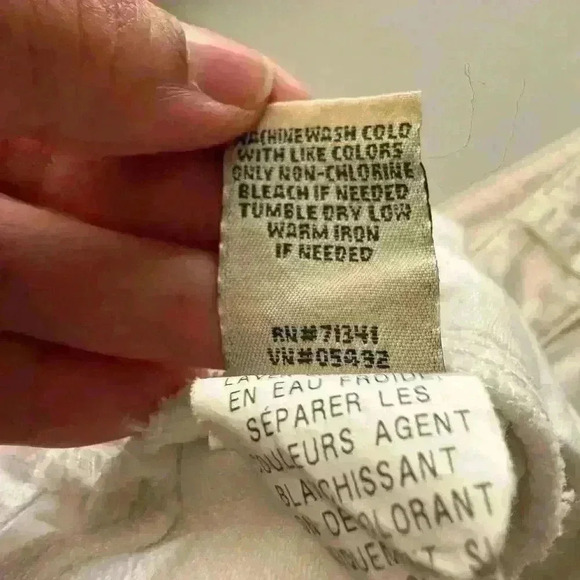 MACHINE WASH COLD
WITH LIKE COLORS
ONLY NON-CHLORINE
BLEACH IF NEEDED
TUMBLE DRY LOW
WARM IRON
IF NEEDED
RN#71341
VN#05492
EN EAU FROIDE,
SÉPARER LES
COULEURS AGENT
BLANCHISSANT
SI